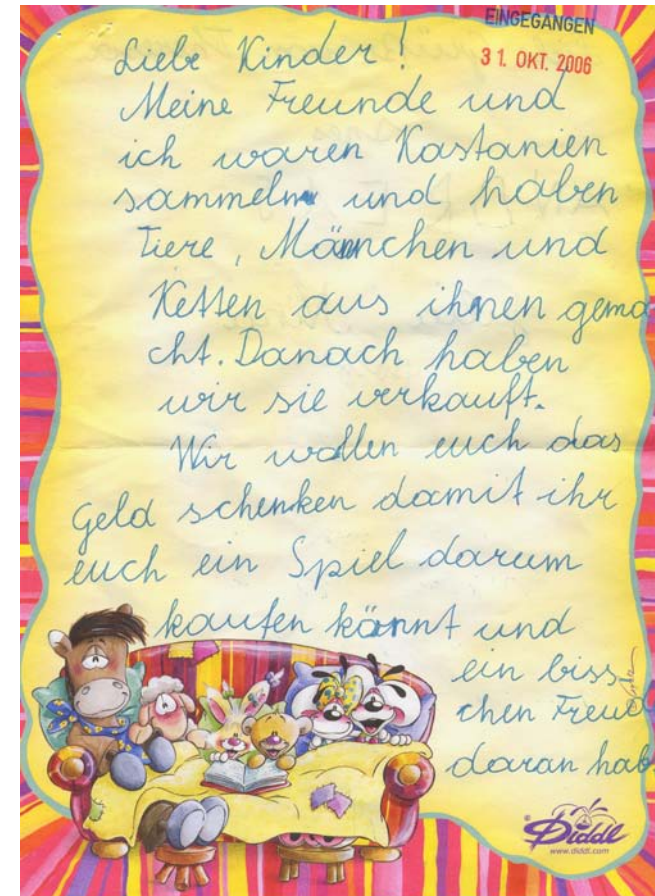 EINGEGANGEN
31. OKT. 2006
Liebe Kinder!
Meine Freunde und
ich waren Kastanien
sammeln und haben
Tiere, Männchen und
Ketten aus ihnen gema
cht. Danach haben
wir sie verkauft.
Wir wollen euch das
Geld schenken damit ihr
euch ein Spiel darum
kaufen könnt und
ein biss
chen Freu
daran hab
Diddl
www.diddl.com